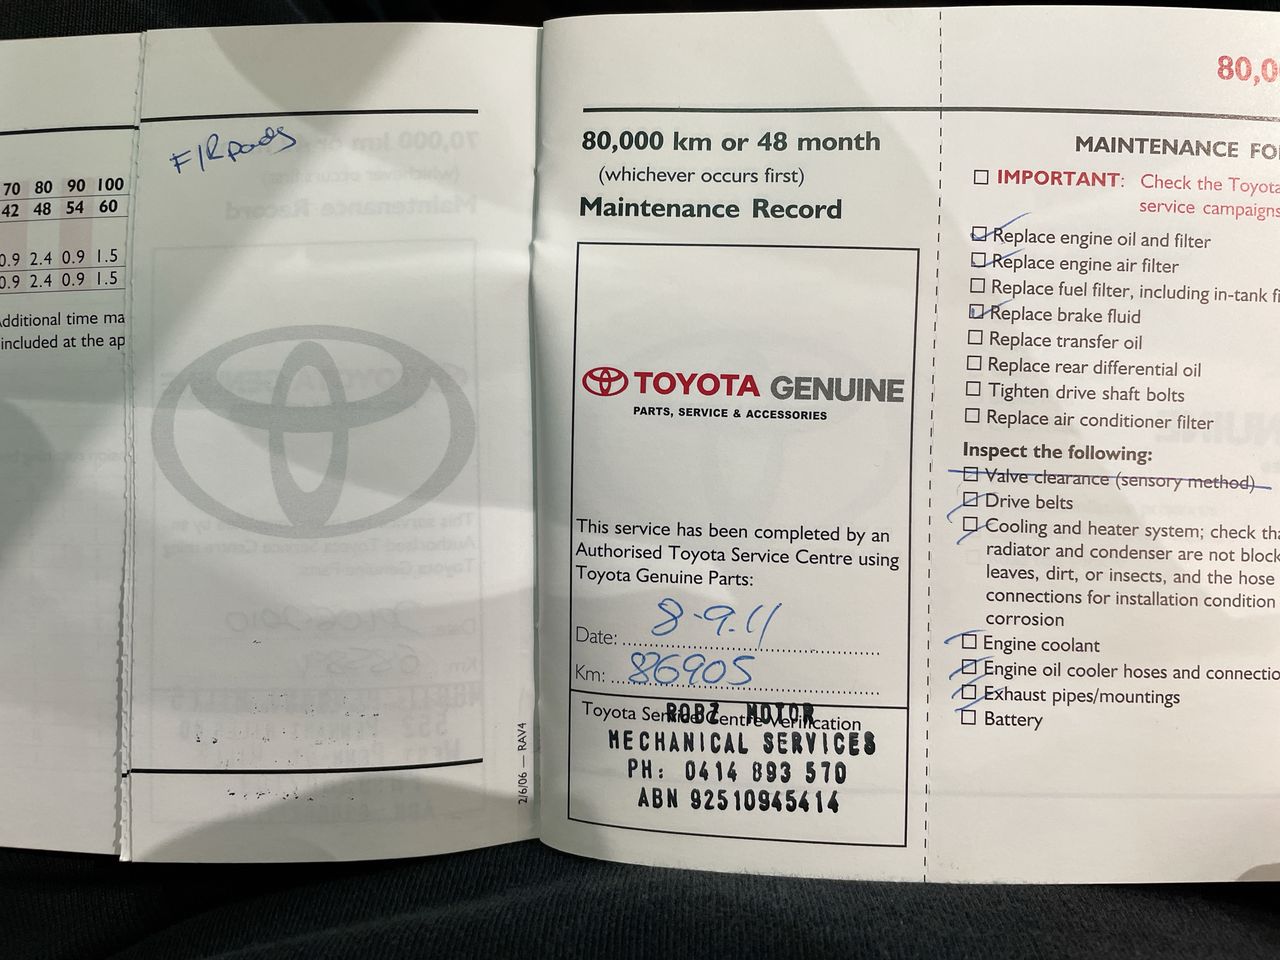 70 80 90 100
42 48 54 60
0.9 2.4 0.9 1.5
0.9 2.4 0.9 1.5
Additional time ma
included at the ap
F/R pads
2/6/06 — RAV4
80,000 km or 48 month
(whichever occurs first)
Maintenance Record
TOYOTA GENUINE
PARTS, SERVICE & ACCESSORIES
This service has been completed by an
Authorised Toyota Service Centre using
Toyota Genuine Parts:
Date: 8-9-11
Km: 86905
Toyota Service Centre Verification
ROBZ MOTOR
MECHANICAL SERVICES
PH: 0414 893 570
ABN 92510945414
80,0
MAINTENANCE FO
IMPORTANT: Check the Toyota
service campaigns
Replace engine oil and filter
Replace engine air filter
Replace fuel filter, including in-tank fi
Replace brake fluid
Replace transfer oil
Replace rear differential oil
Tighten drive shaft bolts
Replace air conditioner filter
Inspect the following:
Valve clearance (sensory method)
Drive belts
Cooling and heater system; check tha
radiator and condenser are not block
leaves, dirt, or insects, and the hose
connections for installation condition
corrosion
Engine coolant
Engine oil cooler hoses and connectio
Exhaust pipes/mountings
Battery